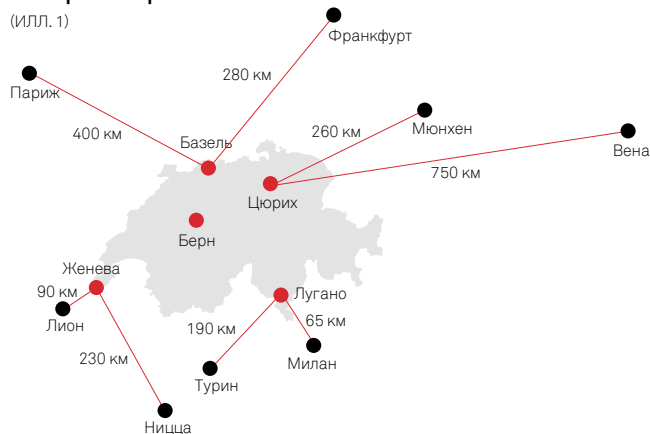 (ИЛЛ. 1)
Франкфурт
280 км
Париж
400 км
Базель
260 км
Мюнхен
Вена
750 км
Цюрих
Берн
Женева
90 км
Лугано
Лион
190 км
65 км
230 км
Милан
Турин
Ницца